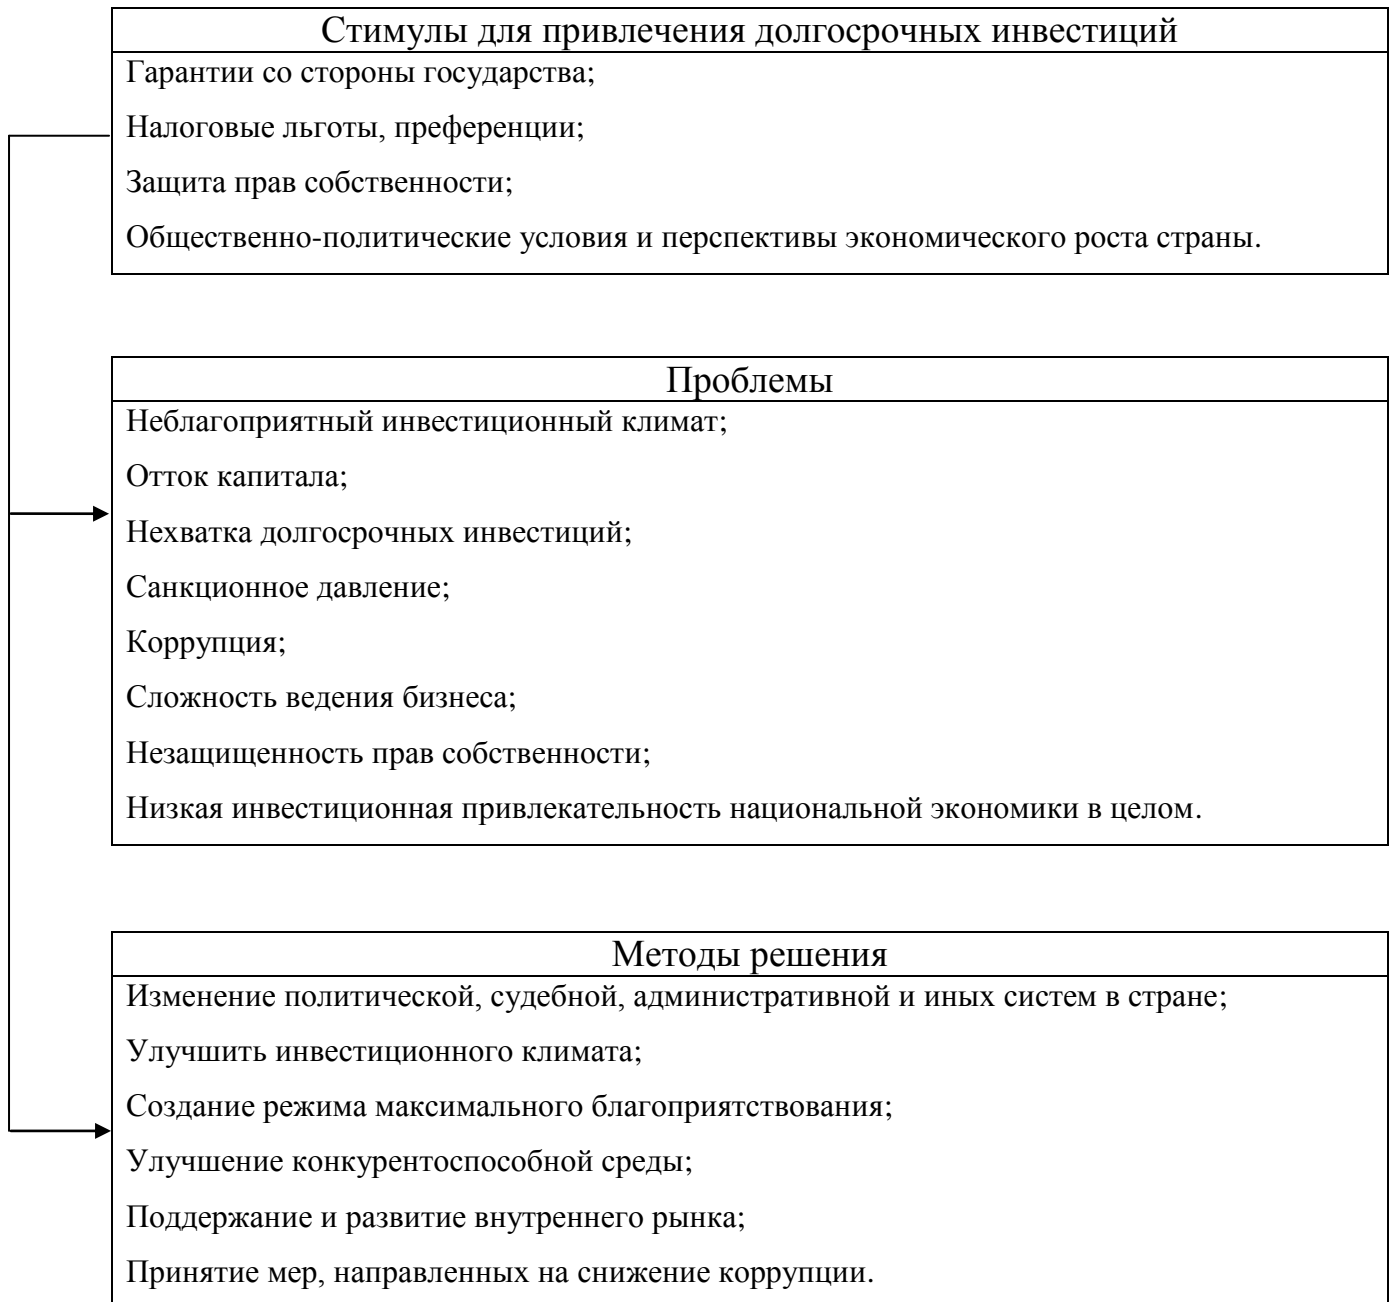 Стимулы для привлечения долгосрочных инвестиций
Гарантии со стороны государства;
Налоговые льготы, преференции;
Защита прав собственности;
Общественно-политические условия и перспективы экономического роста страны.
Проблемы
Неблагоприятный инвестиционный климат;
Отток капитала;
Нехватка долгосрочных инвестиций;
Санкционное давление;
Коррупция;
Сложность ведения бизнеса;
Незащищенность прав собственности;
Низкая инвестиционная привлекательность национальной экономики в целом.
Методы решения
Изменение политической, судебной, административной и иных систем в стране;
Улучшить инвестиционного климата;
Создание режима максимального благоприятствования;
Улучшение конкурентоспособной среды;
Поддержание и развитие внутреннего рынка;
Принятие мер, направленных на снижение коррупции.